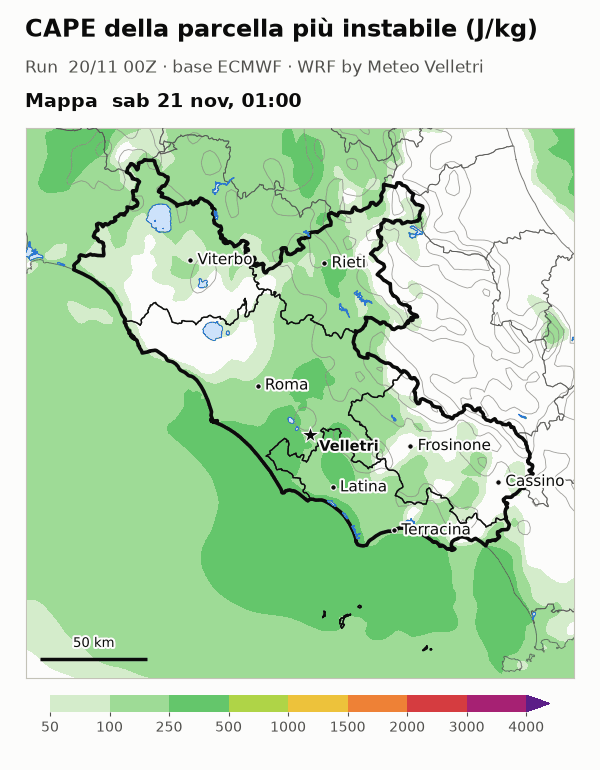 CAPE della parcella più instabile (J/kg)
Run  20/11 00Z · base ECMWF · WRF by Meteo Velletri
Mappa  sab 21 nov, 01:00
Viterbo
Rieti
Roma
Velletri
Frosinone
Cassino
Latina
Terracina
50 km
50 100 250 500 1000 1500 2000 3000 4000